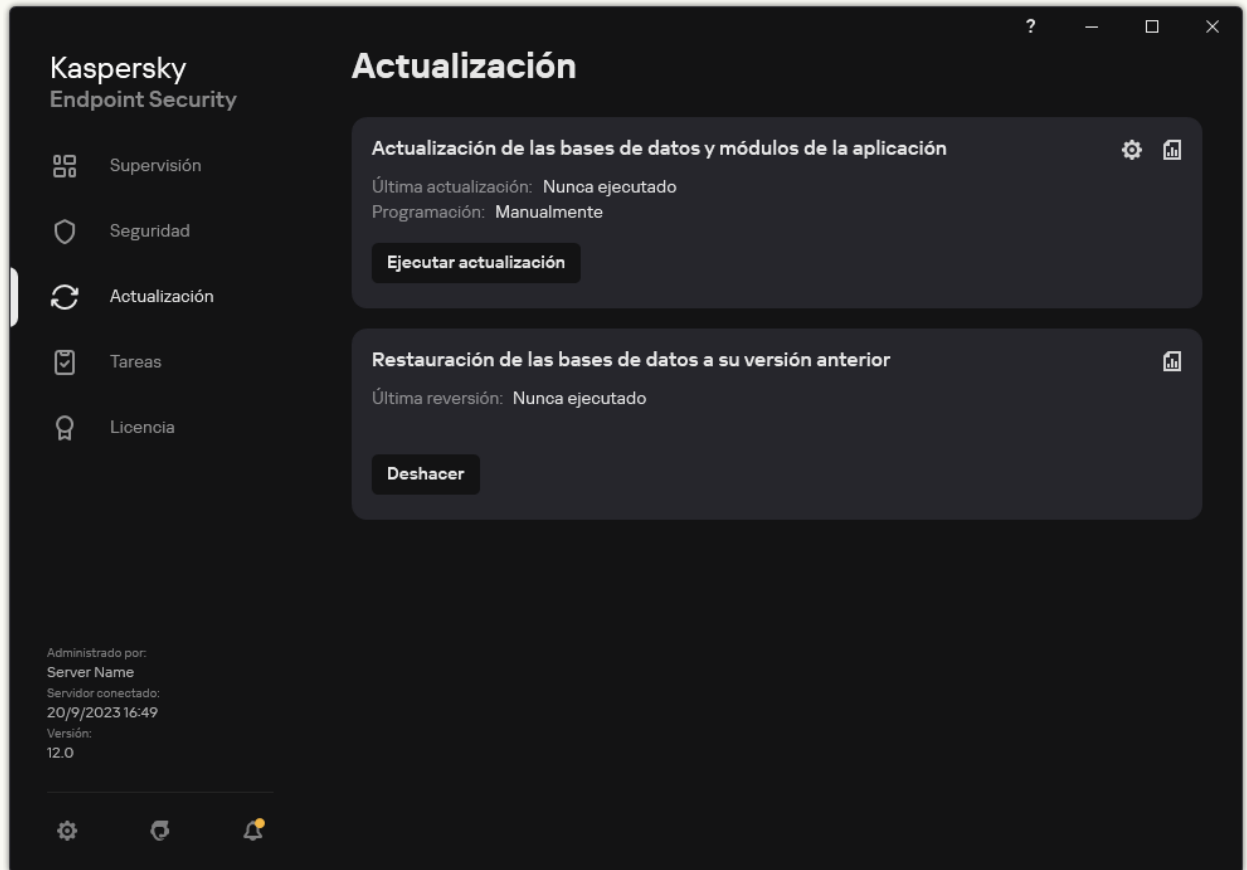 ?
Kaspersky
Endpoint Security
Supervisión
Seguridad
Actualización
Tareas
Licencia
Administrado por:
Server Name
Servidor conectado:
20/9/2023 16:49
Versión:
12.0
Actualización
Actualización de las bases de datos y módulos de la aplicación
Última actualización: Nunca ejecutado
Programación: Manualmente
Ejecutar actualización
Restauración de las bases de datos a su versión anterior
Última reversión: Nunca ejecutado
Deshacer